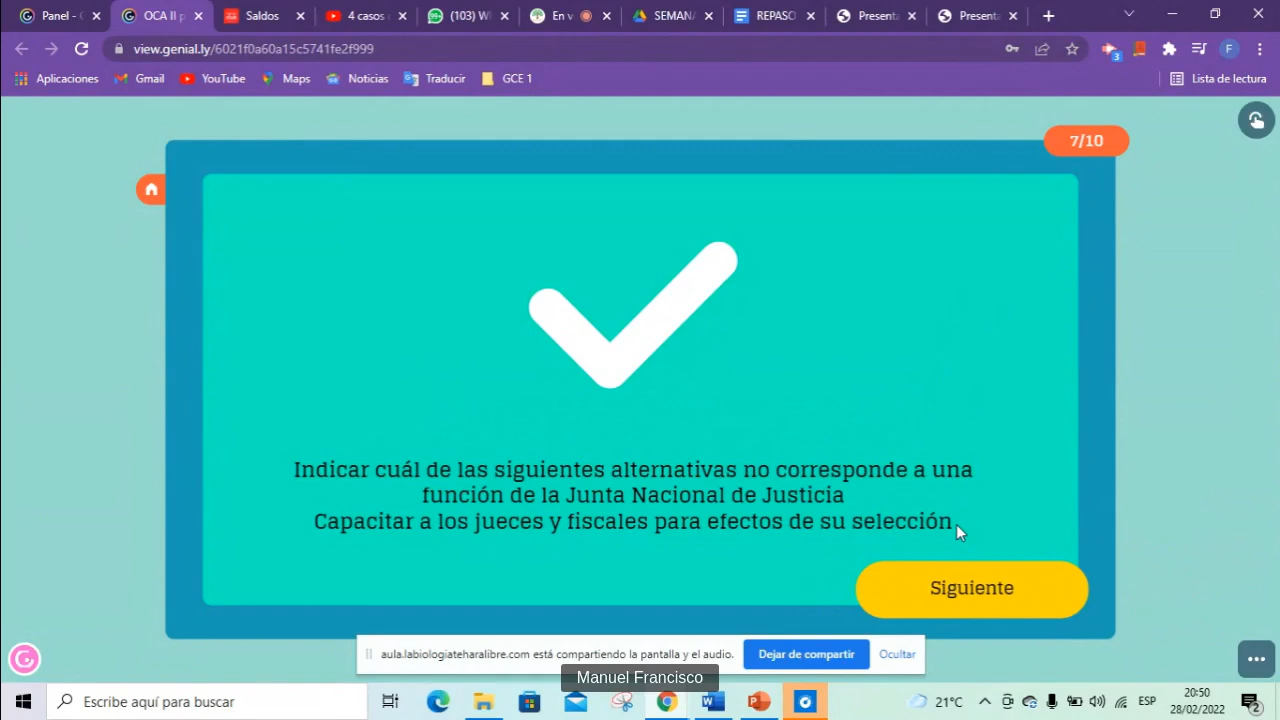 Panel - G
OCA II p
Saldos
4 casos
(103) W
En v
SEMANA
REPASO
Presenta
Presenta
view.genial.ly/6021f0a60a15c5741fe2f999
3
F
Aplicaciones
Gmail
YouTube
Maps
Noticias
Traducir
GCE 1
Lista de lectura
7/10
Indicar cuál de las siguientes alternativas no corresponde a una
función de la Junta Nacional de Justicia
Capacitar a los jueces y fiscales para efectos de su selección
Siguiente
aula.labiologiateharalibre.com está compartiendo la pantalla y el audio.
Dejar de compartir
Ocultar
Manuel Francisco
Escribe aquí para buscar
21°C
ESP
20:50
28/02/2022
2